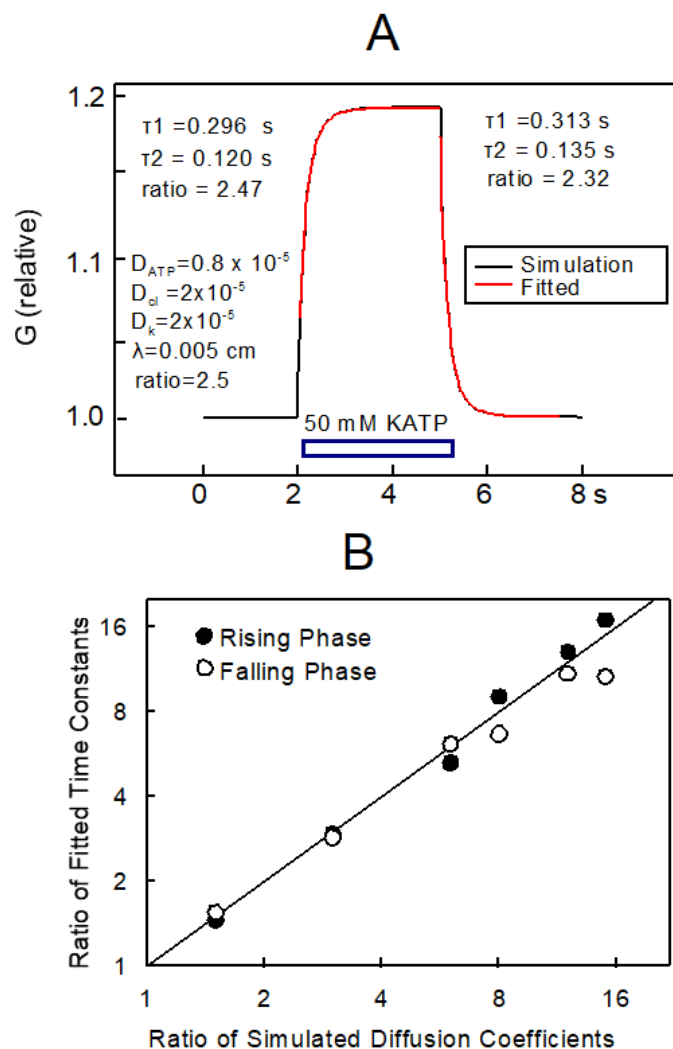 A
1.2
1.1
1.0
G (relative)
τ1 =0.296 s
τ2 = 0.120 s
ratio = 2.47
τ1 =0.313 s
τ2 = 0.135 s
ratio = 2.32
D_ATP=0.8 x 10^-5
D_cl =2x10^-5
D_k=2x10^-5
λ=0.005 cm
ratio=2.5
Simulation
Fitted
50 mM KATP
0 2 4 6 8 s
B
Rising Phase
Falling Phase
16
8
4
2
1
Ratio of Fitted Time Constants
1 2 4 8 16
Ratio of Simulated Diffusion Coefficients